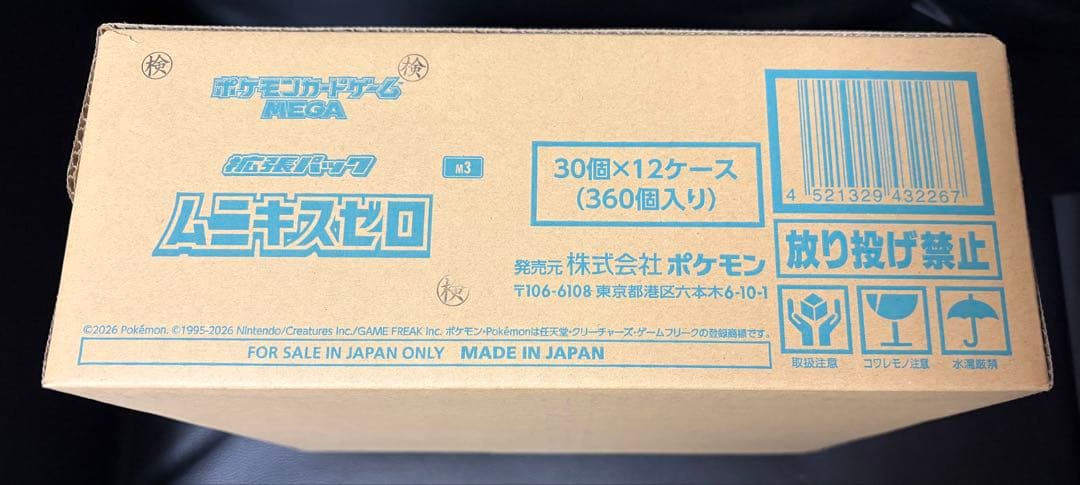 検
検
ポケモンカードゲーム
MEGA
拡張パック
M3
ムニキスゼロ
30個×12ケース
(360個入り)
4 521329 432267
放り投げ禁止
発売元 株式会社 ポケモン
〒106-6108 東京都港区六本木6-10-1
検
©2026 Pokémon. ©1995-2026 Nintendo/Creatures Inc./GAME FREAK Inc. ポケモン・Pokémonは任天堂・クリーチャーズ・ゲームフリークの登録商標です。
FOR SALE IN JAPAN ONLY MADE IN JAPAN
取扱注意
コワレモノ注意
水濡厳禁